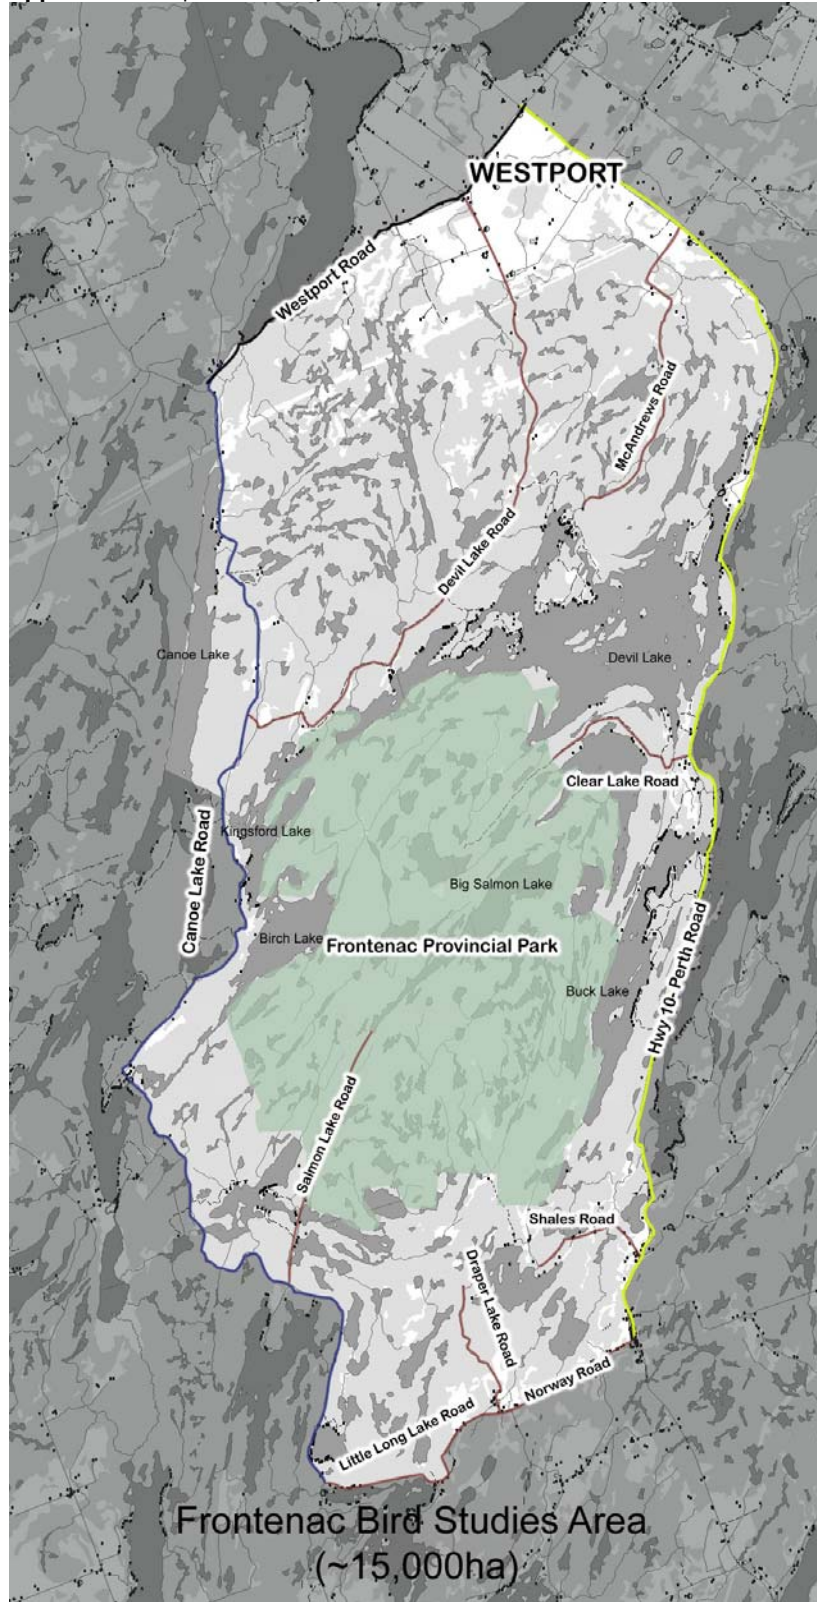 WESTPORT
Westport Road
McAndrews Road
Devil Lake Road
Canoe Lake
Devil Lake
Clear Lake Road
Kingsford Lake
Canoe Lake Road
Big Salmon Lake
Birch Lake
Frontenac Provincial Park
Buck Lake
Hwy 10- Perth Road
Salmon Lake Road
Shales Road
Draper Lake Road
Norway Road
Little Long Lake Road
Frontenac Bird Studies Area
(~15,000ha)